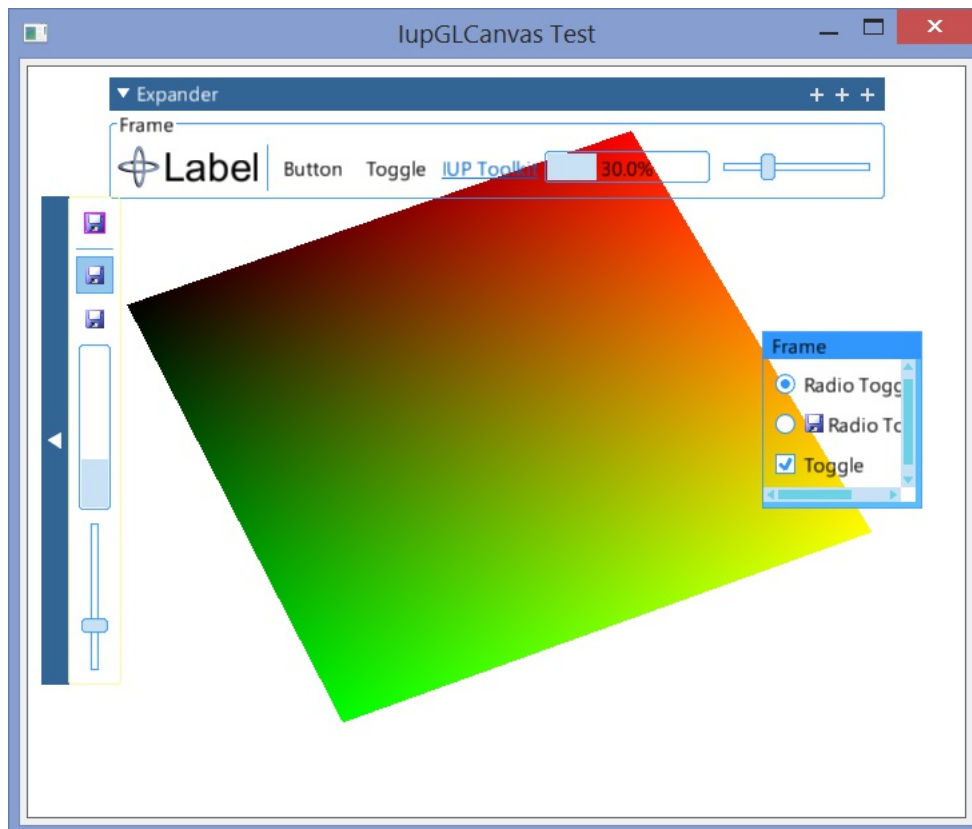 IupGLCanvas Test
Expander
Frame
Label Button Toggle IUP Toolkit 30.0%
Frame
Radio Togg
Radio To
Toggle